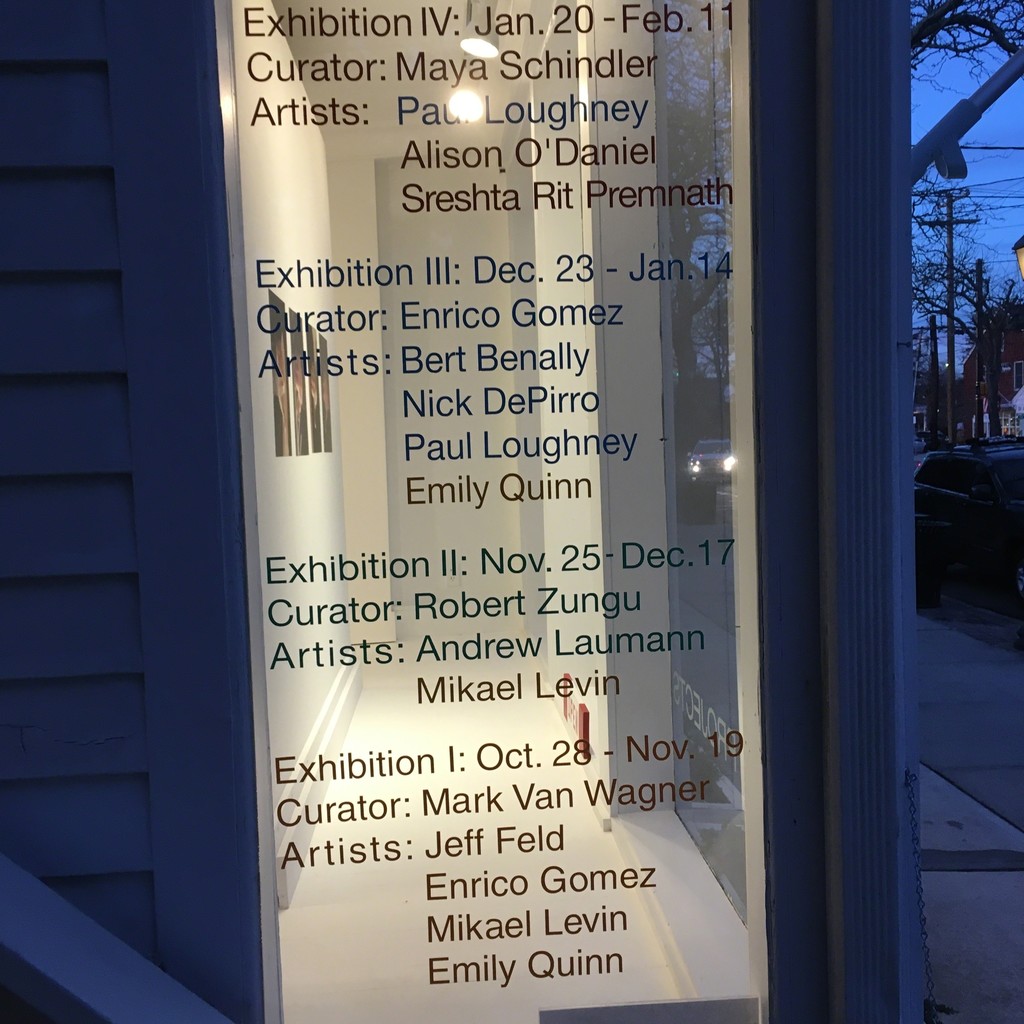 Exhibition IV: Jan. 20 - Feb. 11
Curator: Maya Schindler
Artists: Paul Loughney
Alison O'Daniel
Sreshta Rit Premnath
Exhibition III: Dec. 23 - Jan. 14
Curator: Enrico Gomez
Artists: Bert Benally
Nick DePirro
Paul Loughney
Emily Quinn
Exhibition II: Nov. 25 - Dec. 17
Curator: Robert Zungu
Artists: Andrew Laumann
Mikael Levin
Exhibition I: Oct. 28 - Nov. 19
Curator: Mark Van Wagner
Artists: Jeff Feld
Enrico Gomez
Mikael Levin
Emily Quinn
PROJECTS